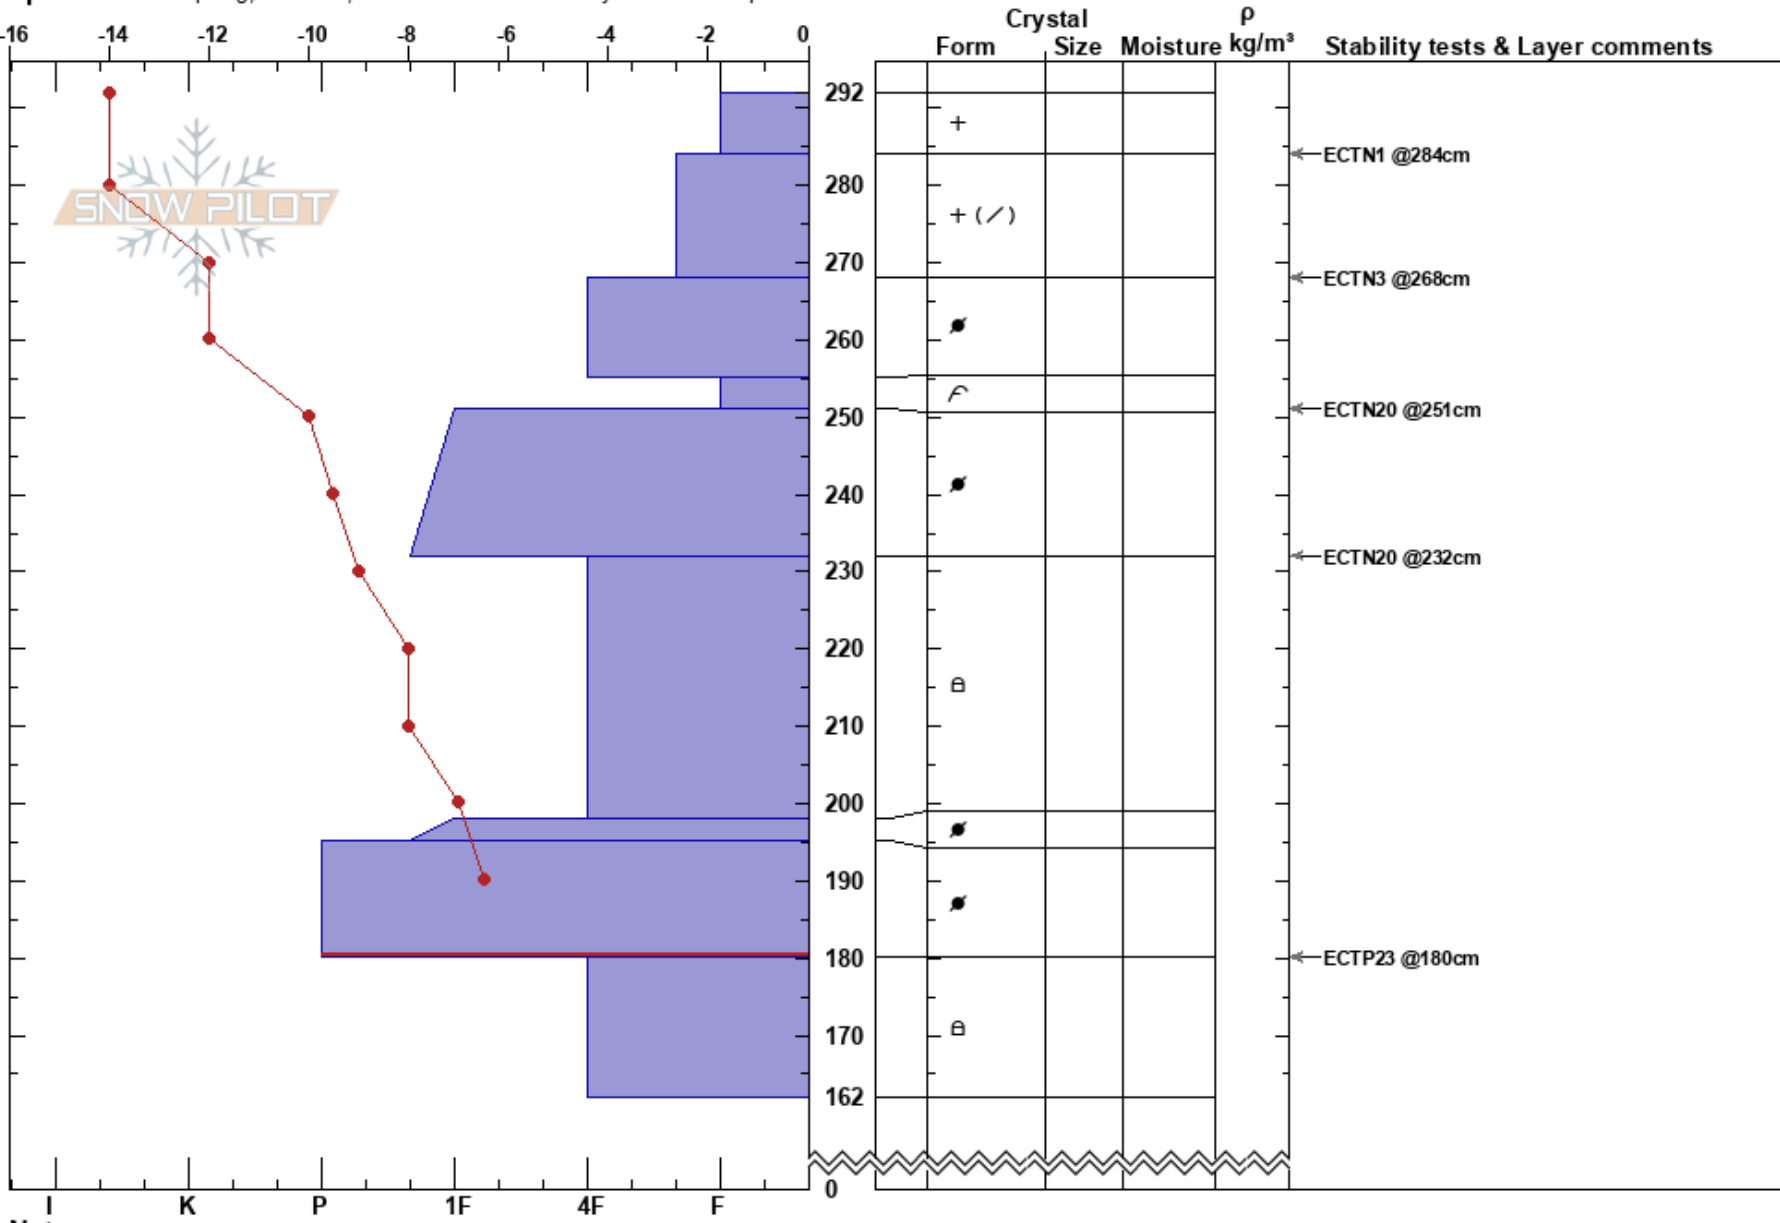 Crystal ρ
-16 -14 -12 -10 -8 -6 -4 -2 0 Form Size Moisture kg/m³ Stability tests & Layer comments
292
+
ECTN1 @284cm
280
SNOW PILOT
+ (/)
270
ECTN3 @268cm
260
250 ECTN20 @251cm
240
ECTN20 @232cm
230
220
210
200
190
180 ECTP23 @180cm
170
162
0
I K P 1F 4F F